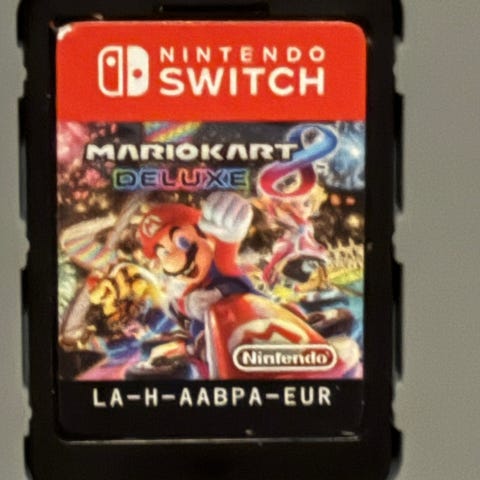 NINTENDO
SWITCH
MARIOKART 8
DELUXE
Nintendo
LA-H-AABPA-EUR